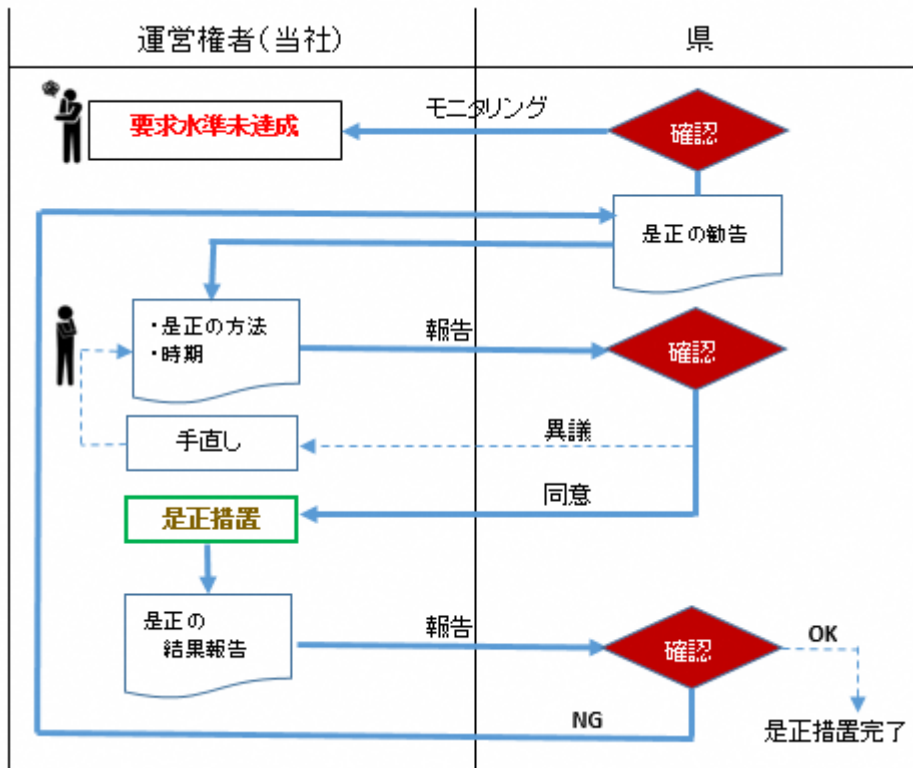 運営権者(当社)
県
要求水準未達成
モニタリング
確認
是正の勧告
・是正の方法
・時期
報告
確認
手直し
異議
是正措置
同意
是正の
結果報告
報告
確認
OK
NG
是正措置完了